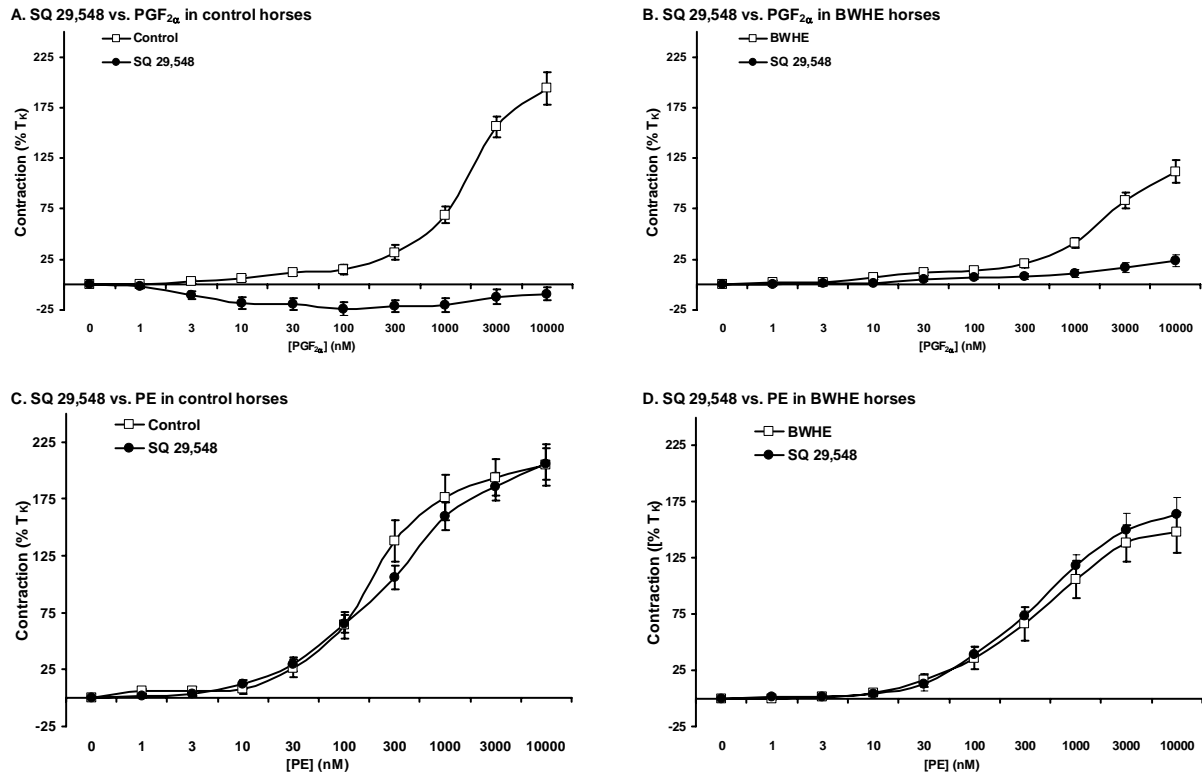 A. SQ 29,548 vs. PGF2α in control horses
Control
SQ 29,548
225
175
125
75
25
-25
Contraction (% TK)
0 1 3 10 30 100 300 1000 3000 10000
[PGF2α] (nM)
B. SQ 29,548 vs. PGF2α in BWHE horses
BWHE
SQ 29,548
225
175
125
75
25
-25
Contraction (% TK)
0 1 3 10 30 100 300 1000 3000 10000
[PGF2α] (nM)
C. SQ 29,548 vs. PE in control horses
Control
SQ 29,548
225
175
125
75
25
-25
Contraction (% TK)
0 1 3 10 30 100 300 1000 3000 10000
[PE] (nM)
D. SQ 29,548 vs. PE in BWHE horses
BWHE
SQ 29,548
225
175
125
75
25
-25
Contraction ([% TK)
0 1 3 10 30 100 300 1000 3000 10000
[PE] (nM)